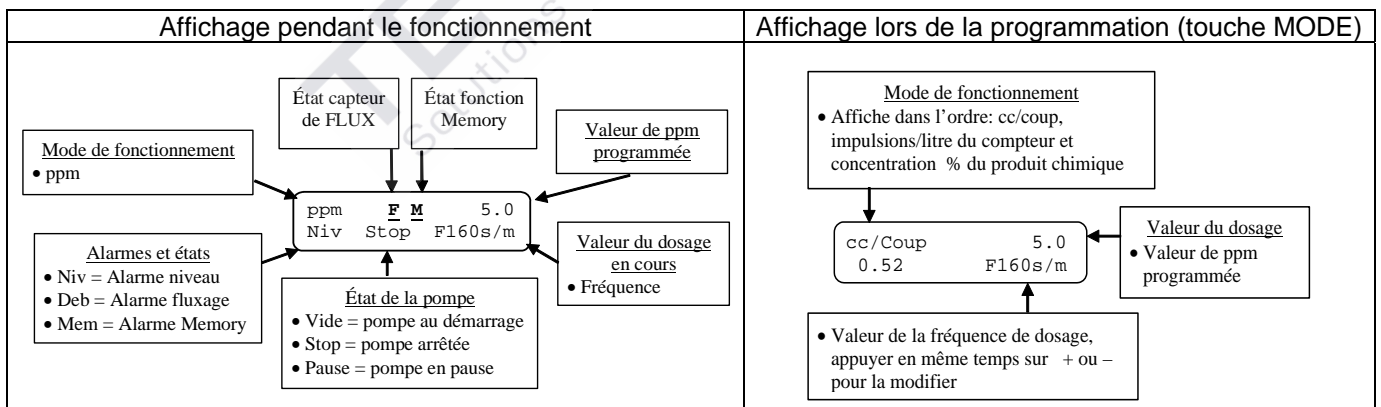 Affichage pendant le fonctionnement
État capteur
de FLUX
État fonction
Memory
Valeur de ppm
programmée
Mode de fonctionnement
• ppm
ppm F M 5.0
Niv Stop F160s/m
Alarmes et états
• Niv = Alarme niveau
• Deb = Alarme fluxage
• Mem = Alarme Memory
État de la pompe
• Vide = pompe au démarrage
• Stop = pompe arrêtée
• Pause = pompe en pause
Valeur du dosage
en cours
• Fréquence
Affichage lors de la programmation (touche MODE)
Mode de fonctionnement
• Affiche dans l’ordre: cc/coup,
impulsions/litre du compteur et
concentration % du produit chimique
cc/Coup 5.0
0.52 F160s/m
Valeur du dosage
• Valeur de ppm
programmée
• Valeur de la fréquence de dosage,
appuyer en même temps sur + ou –
pour la modifier
Solutions